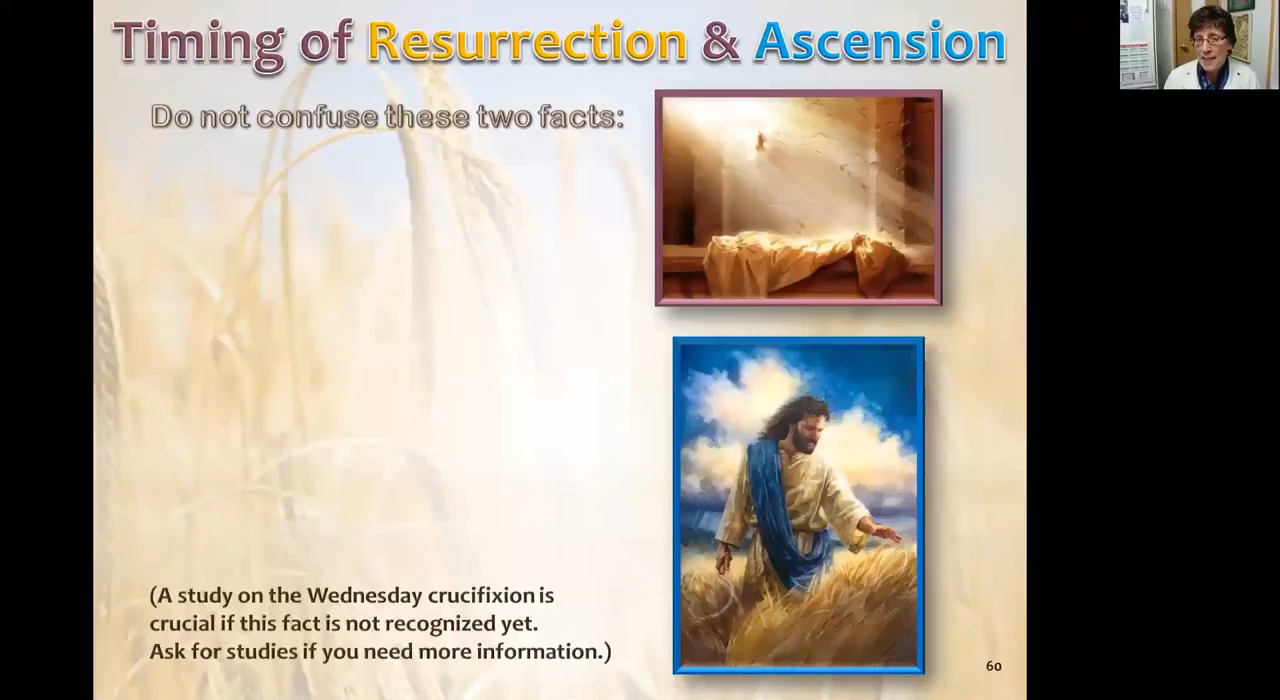 Timing of Resurrection & Ascension
Do not confuse these two facts:
(A study on the Wednesday crucifixion is
crucial if this fact is not recognized yet.
Ask for studies if you need more information.)
60